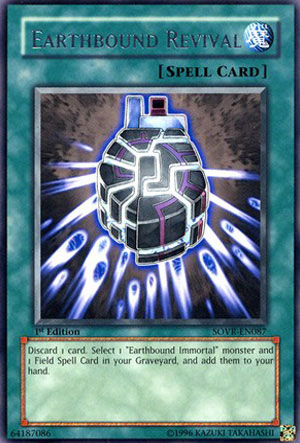 EARTHBOUND REVIVAL 魔
[SPELL CARD]
1st Edition
SOVR-EN087
Discard 1 card. Select 1 "Earthbound Immortal" monster and
1 Field Spell Card in your Graveyard, and add them to your
hand.
64187086
©1996 KAZUKI TAKAHASHI